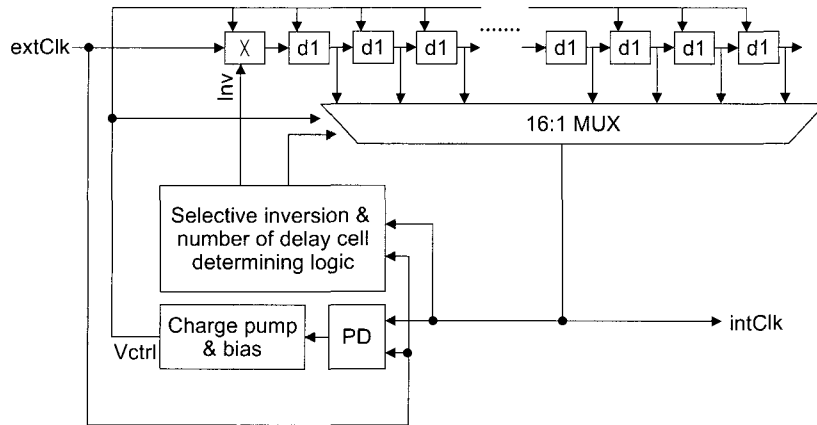 extClk
X
d1
d1
d1
........
d1
d1
d1
d1
Inv
16:1 MUX
Selective inversion &
number of delay cell
determining logic
Charge pump
& bias
PD
intClk
Vctrl